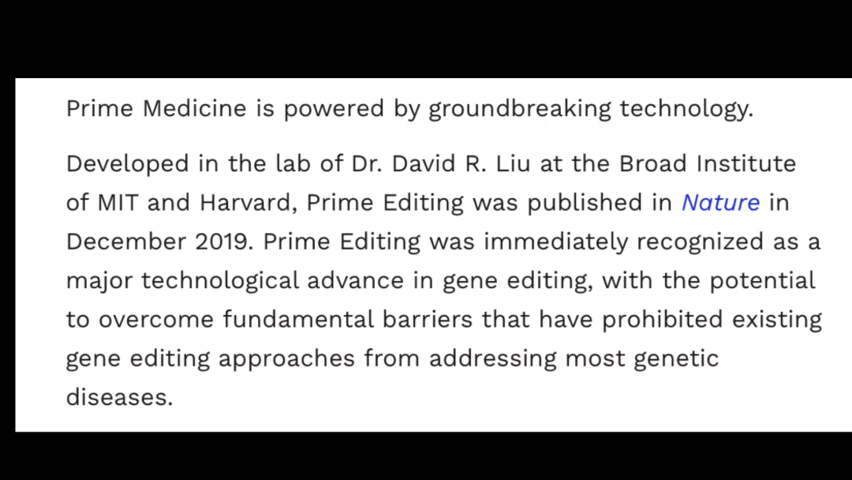 Prime Medicine is powered by groundbreaking technology.
Developed in the lab of Dr. David R. Liu at the Broad Institute
of MIT and Harvard, Prime Editing was published in Nature in
December 2019. Prime Editing was immediately recognized as a
major technological advance in gene editing, with the potential
to overcome fundamental barriers that have prohibited existing
gene editing approaches from addressing most genetic
diseases.